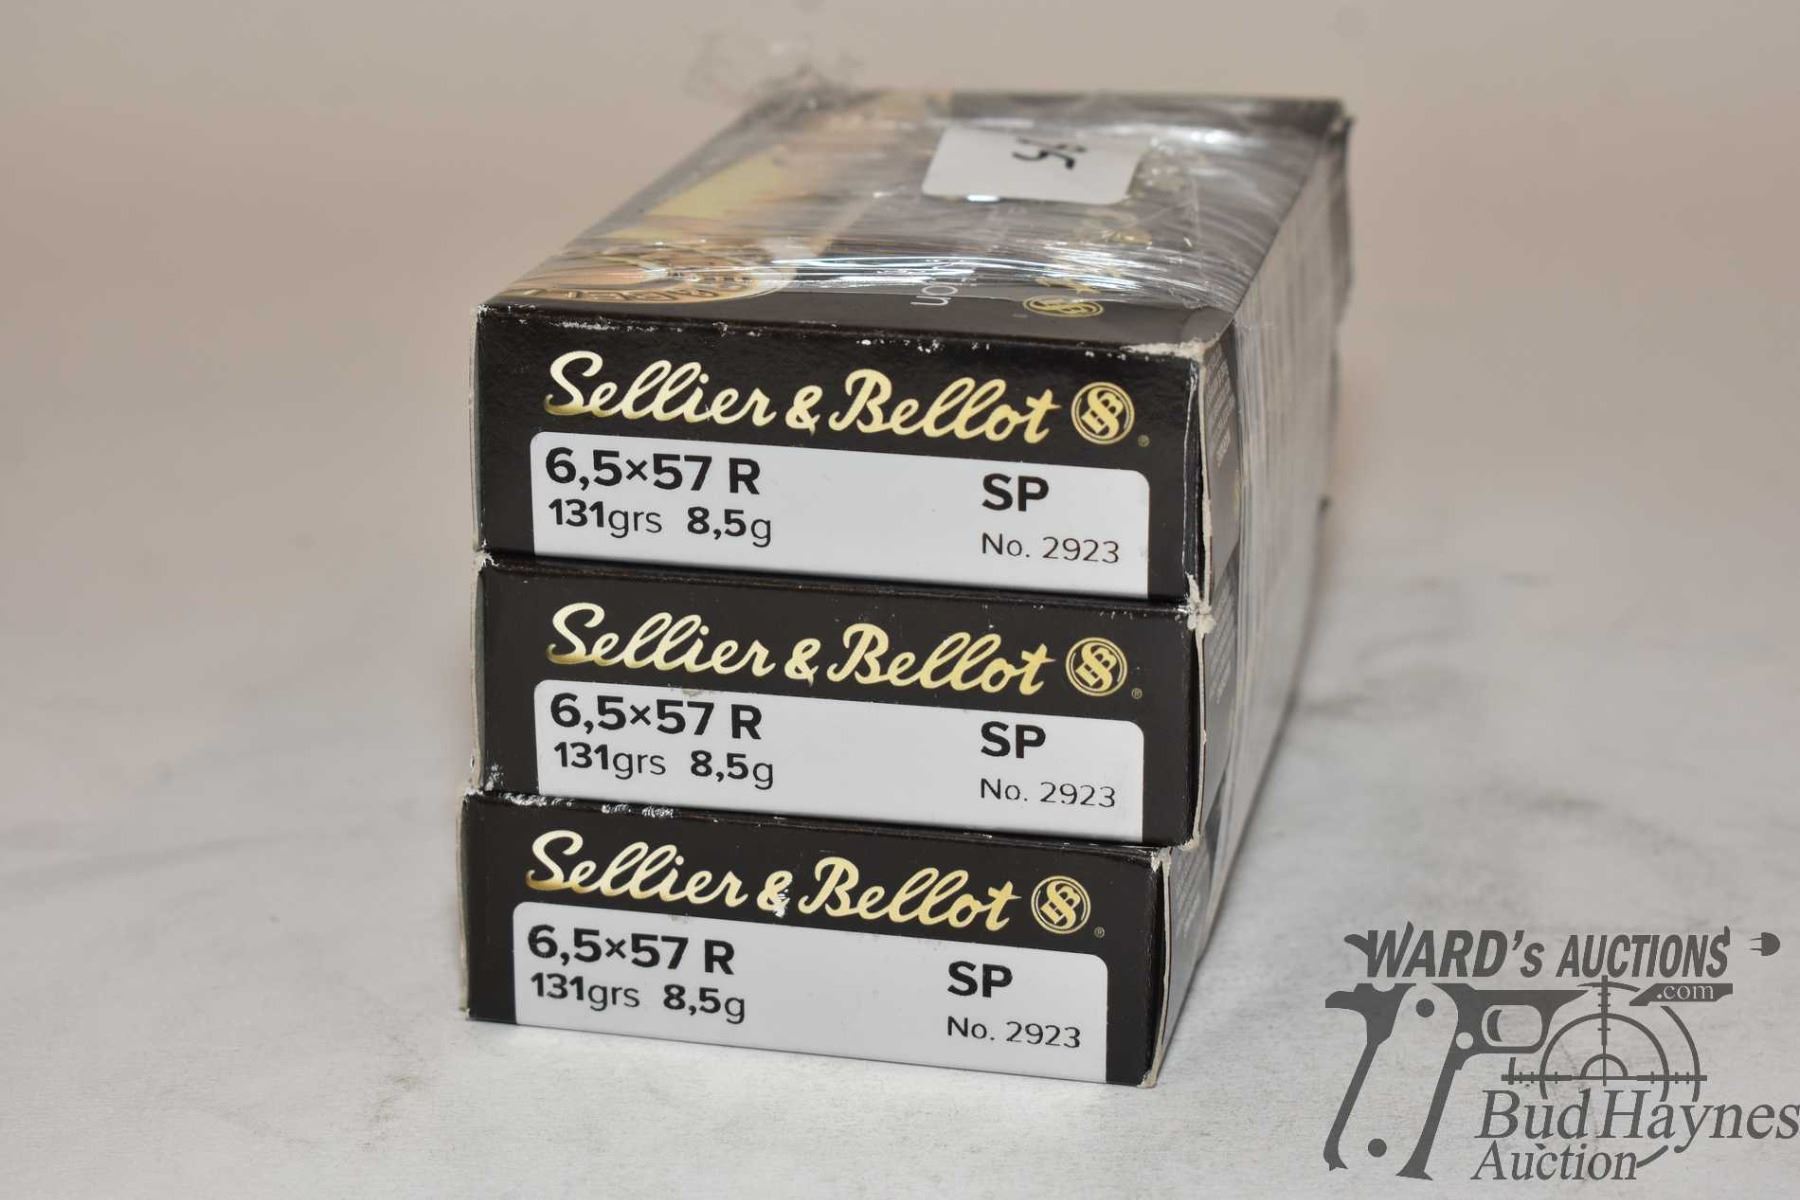 Sellier & Bellot
6,5×57 R SP
131grs 8,5g No. 2923
Sellier & Bellot
6,5×57 R SP
131grs 8,5g No. 2923
Sellier & Bellot
6,5×57 R SP
131grs 8,5g No. 2923
WARD's AUCTIONS
.com
Bud Haynes
Auction